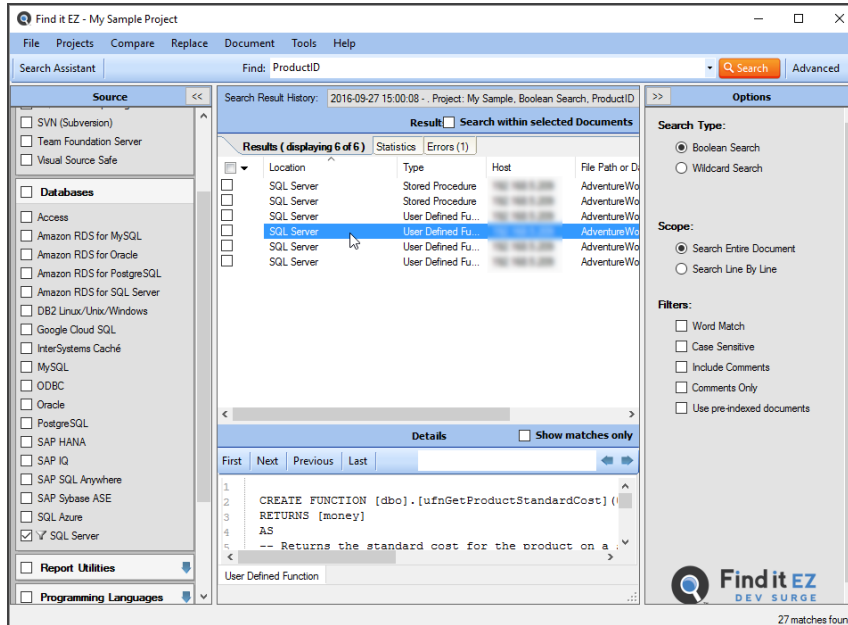 Find it EZ - My Sample Project
File Projects Compare Replace Document Tools Help
Search Assistant Find: ProductID Search Advanced
Source <<
SVN (Subversion)
Team Foundation Server
Visual Source Safe
Databases
Access
Amazon RDS for MySQL
Amazon RDS for Oracle
Amazon RDS for PostgreSQL
Amazon RDS for SQL Server
DB2 Linux/Unix/Windows
Google Cloud SQL
InterSystems Caché
MySQL
ODBC
Oracle
PostgreSQL
SAP HANA
SAP IQ
SAP SQL Anywhere
SAP Sybase ASE
SQL Azure
SQL Server
Report Utilities
Programming Languages
Search Result History: 2016-09-27 15:00:08 - . Project: My Sample, Boolean Search, ProductID
Result Search within selected Documents
Results ( displaying 6 of 6 ) Statistics Errors (1)
Location Type Host File Path or Da
SQL Server Stored Procedure AdventureWo
SQL Server Stored Procedure AdventureWo
SQL Server User Defined Fu... AdventureWo
SQL Server User Defined Fu... AdventureWo
SQL Server User Defined Fu... AdventureWo
SQL Server User Defined Fu... AdventureWo
Details Show matches only
First Next Previous Last
1
2 CREATE FUNCTION [dbo].[ufnGetProductStandardCost](
3 RETURNS [money]
4 AS
5 -- Returns the standard cost for the product on a
User Defined Function
>> Options
Search Type:
Boolean Search
Wildcard Search
Scope:
Search Entire Document
Search Line By Line
Filters:
Word Match
Case Sensitive
Include Comments
Comments Only
Use pre-indexed documents
Find it EZ
DEV SURGE
27 matches foun